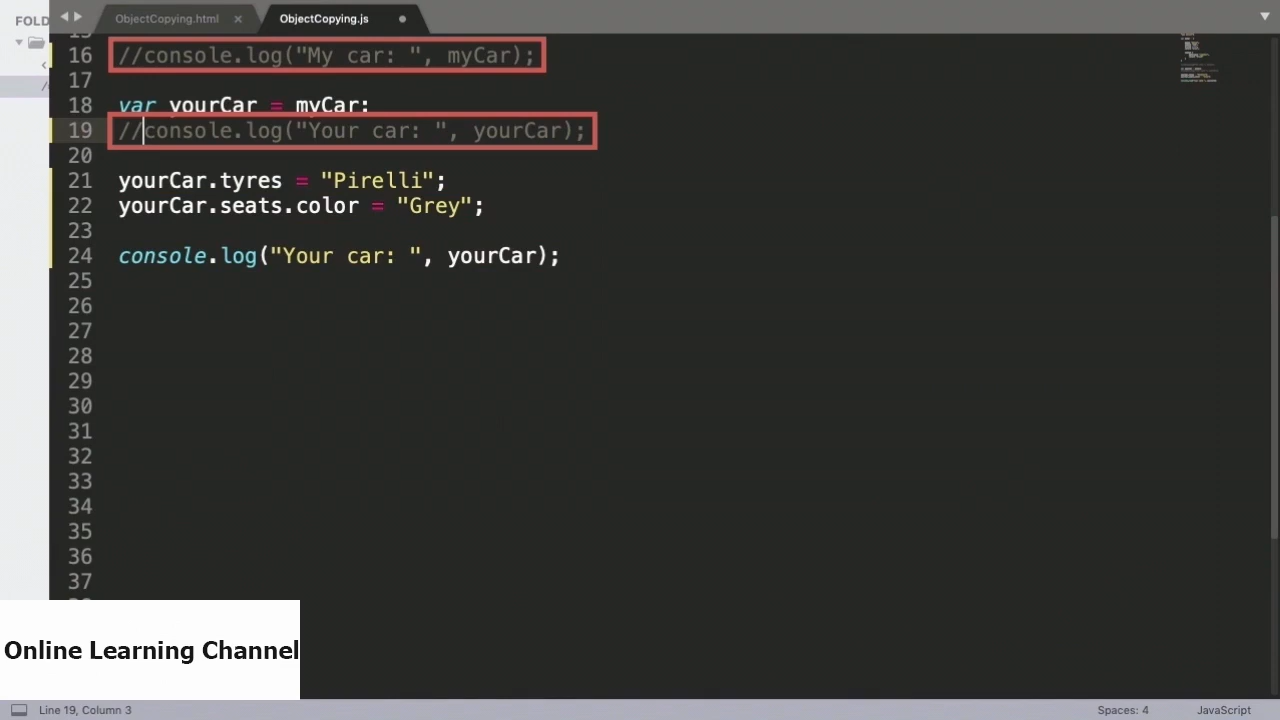 FOLD
ObjectCopying.html ×
ObjectCopying.js
15
16 //console.log("My car: ", myCar);
17
18 var yourCar = myCar;
19 //console.log("Your car: ", yourCar);
20
21 yourCar.tyres = "Pirelli";
22 yourCar.seats.color = "Grey";
23
24 console.log("Your car: ", yourCar);
25
26
27
28
29
30
31
32
33
34
35
36
37
Online Learning Channel
Line 19, Column 3
Spaces: 4
JavaScript